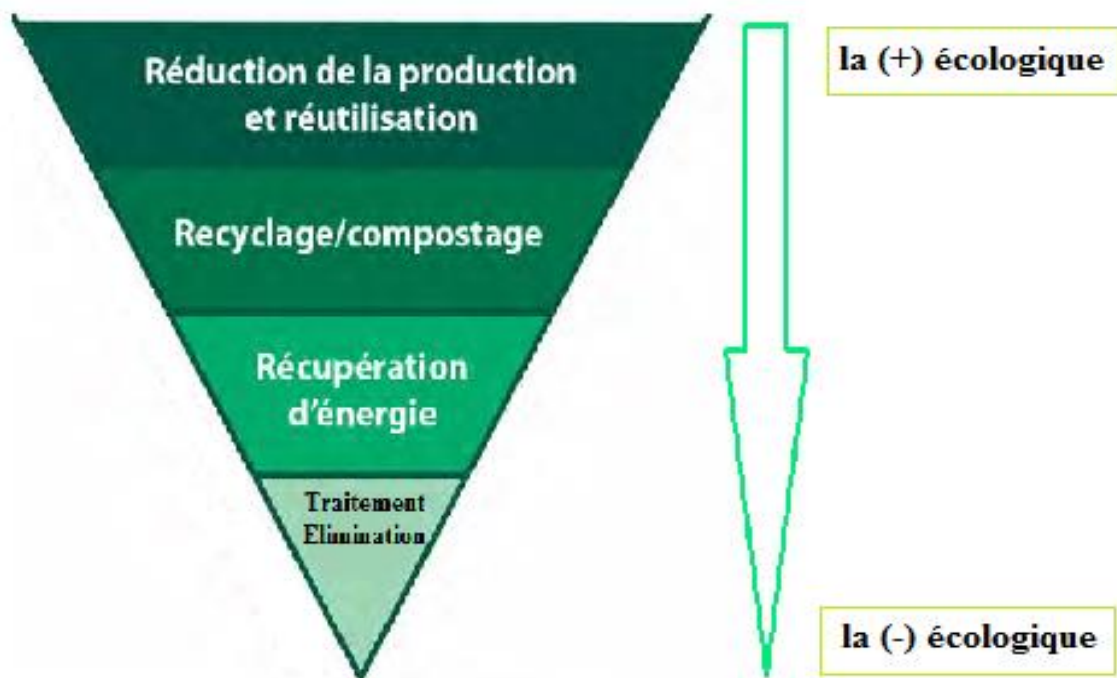 Réduction de la production
et réutilisation
la (+) écologique
Recyclage/compostage
Récupération
d'énergie
Traitement
Elimination
la (-) écologique